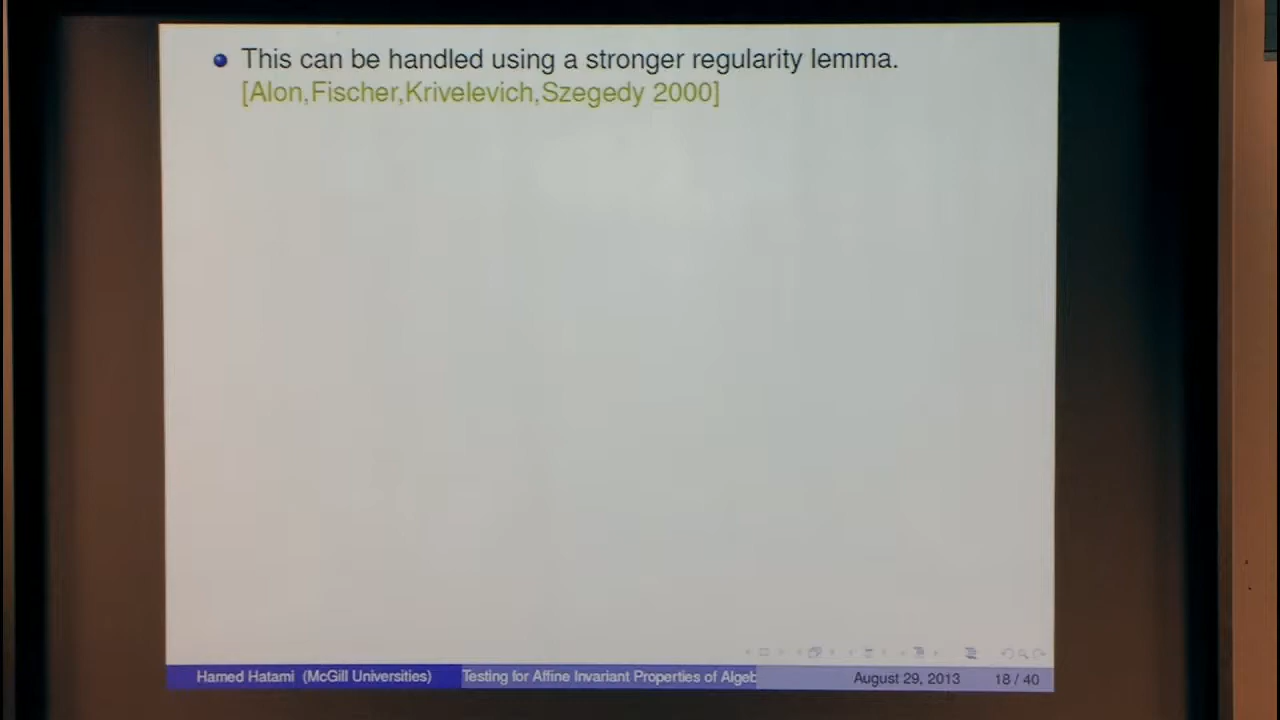 This can be handled using a stronger regularity lemma.
[Alon,Fischer,Krivelevich,Szegedy 2000]
Hamed Hatami (McGill Universities) Testing for Affine Invariant Properties of Algeb August 29, 2013 18 / 40